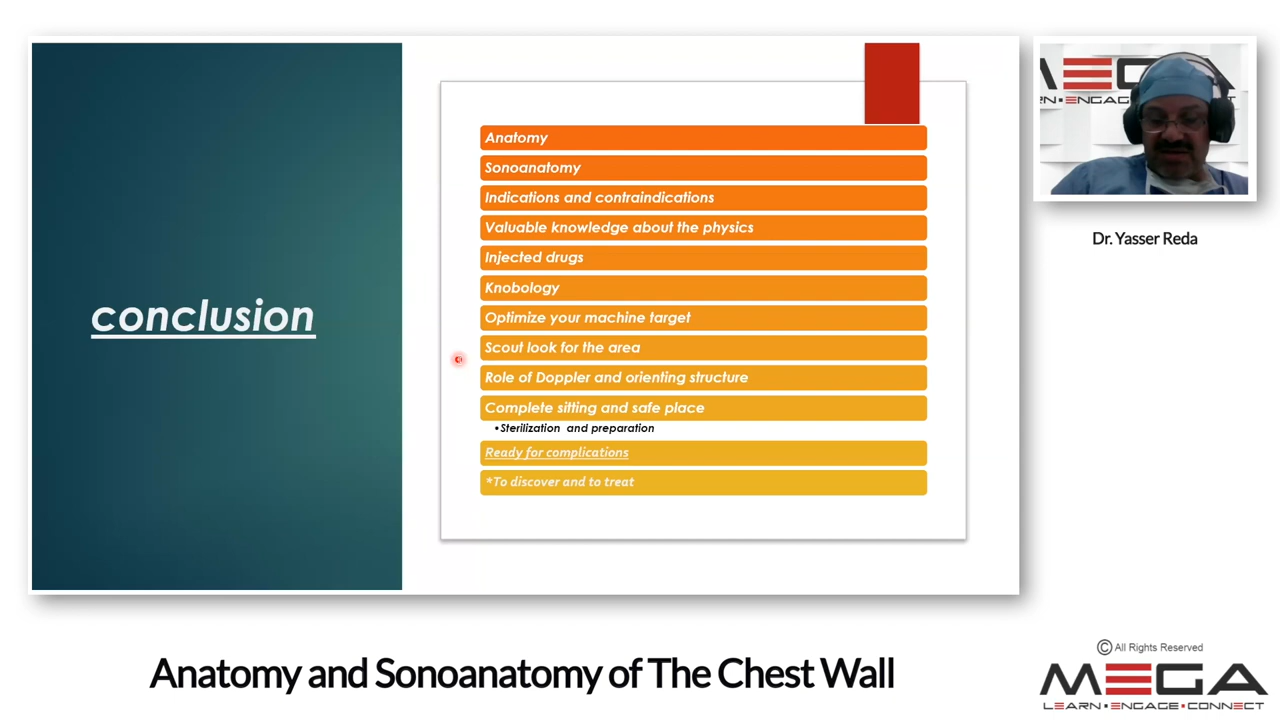 conclusion
Anatomy
Sonoanatomy
Indications and contraindications
Valuable knowledge about the physics
Injected drugs
Knobology
Optimize your machine target
Scout look for the area
Role of Doppler and orienting structure
Complete sitting and safe place
•Sterilization and preparation
Ready for complications
*To discover and to treat
Dr. Yasser Reda
Anatomy and Sonoanatomy of The Chest Wall
© All Rights Reserved
MEGA
LEARN•ENGAGE•CONNECT